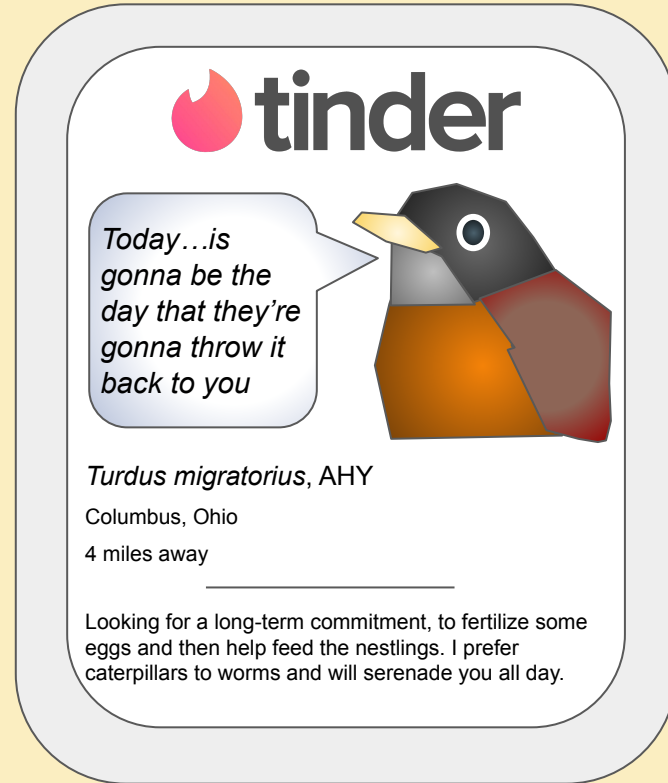 tinder
Today…is
gonna be the
day that they’re
gonna throw it
back to you
Turdus migratorius, AHY
Columbus, Ohio
4 miles away
Looking for a long-term commitment, to fertilize some
eggs and then help feed the nestlings. I prefer
caterpillars to worms and will serenade you all day.